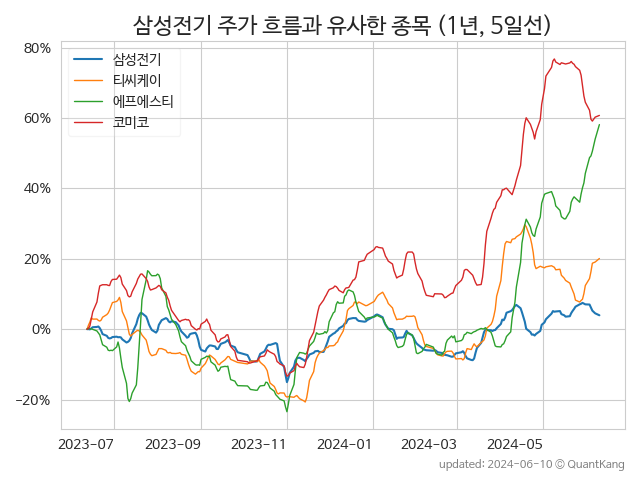 삼성전기 주가 흐름과 유사한 종목 (1년, 5일선)
80%
60%
40%
20%
0%
−20%
삼성전기
티씨케이
에프에스티
코미코
2023-07 2023-09 2023-11 2024-01 2024-03 2024-05
updated: 2024-06-10 © QuantKang